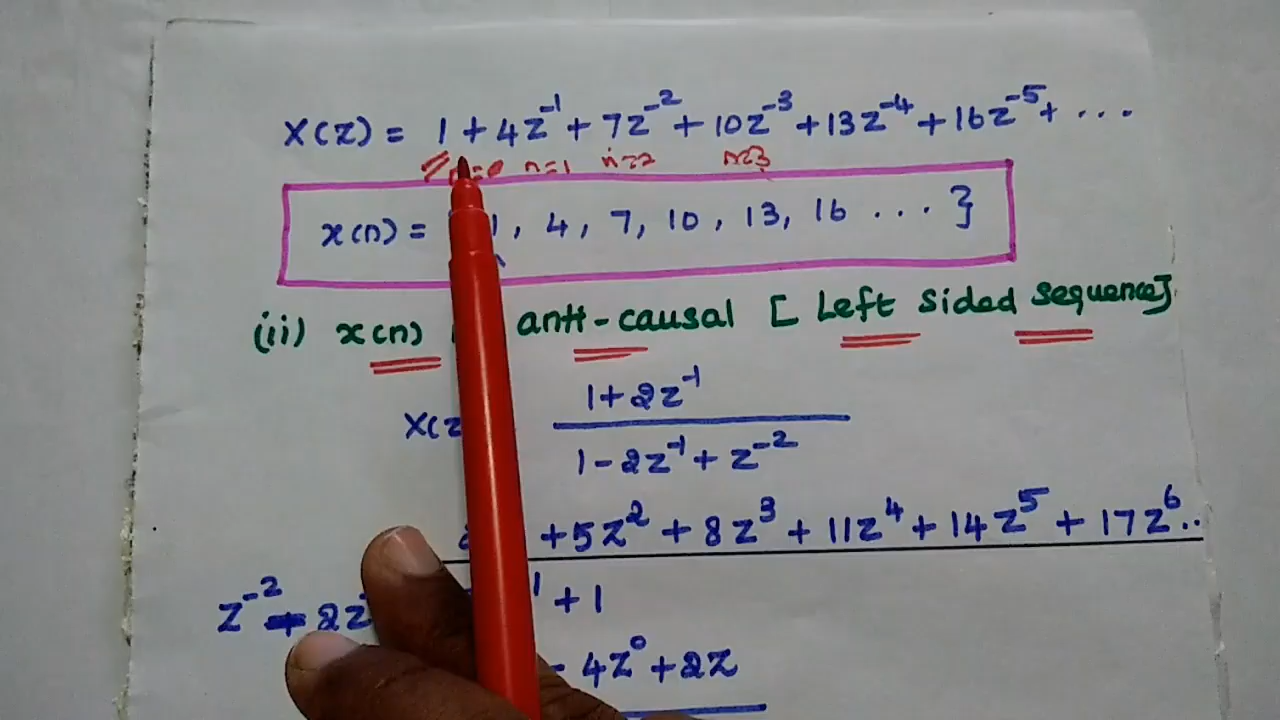 X(z) = 1 + 4z⁻¹ + 7z⁻² + 10z⁻³ + 13z⁻⁴ + 16z⁻⁵ + ...
n=0 n=1 n=2 n=3
x(n) = 1, 4, 7, 10, 13, 16 ... }
(ii) x(n) anti-causal [ Left Sided sequence]
X(z 1+2z⁻¹
1-2z⁻¹+z⁻²
+5z² + 8z³ + 11z⁴ + 14z⁵ + 17z⁶..
z⁻² - 2z + 1
- 4z⁰ + 2z